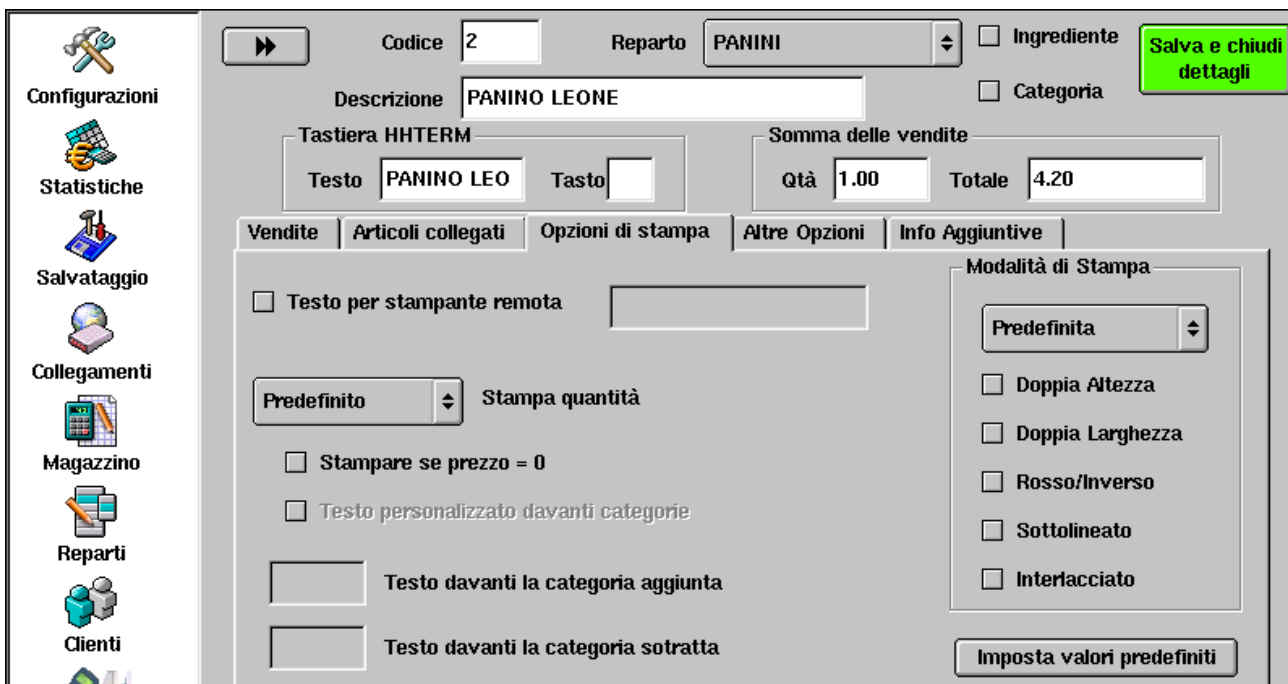 Configurazioni
Statistiche
Salvataggio
Collegamenti
Magazzino
Reparti
Clienti
Codice 2 Reparto PANINI Ingrediente
Salva e chiudi
dettagli
Descrizione PANINO LEONE Categoria
Tastiera HHTERM
Testo PANINO LEO Tasto
Somma delle vendite
Qtà 1.00 Totale 4.20
Vendite Articoli collegati Opzioni di stampa Altre Opzioni Info Aggiuntive
Testo per stampante remota
Predefinito Stampa quantità
Stampare se prezzo = 0
Testo personalizzato davanti categorie
Testo davanti la categoria aggiunta
Testo davanti la categoria sotratta
Modalità di Stampa
Predefinita
Doppia Altezza
Doppia Larghezza
Rosso/Inverso
Sottolineato
Interlacciato
Imposta valori predefiniti